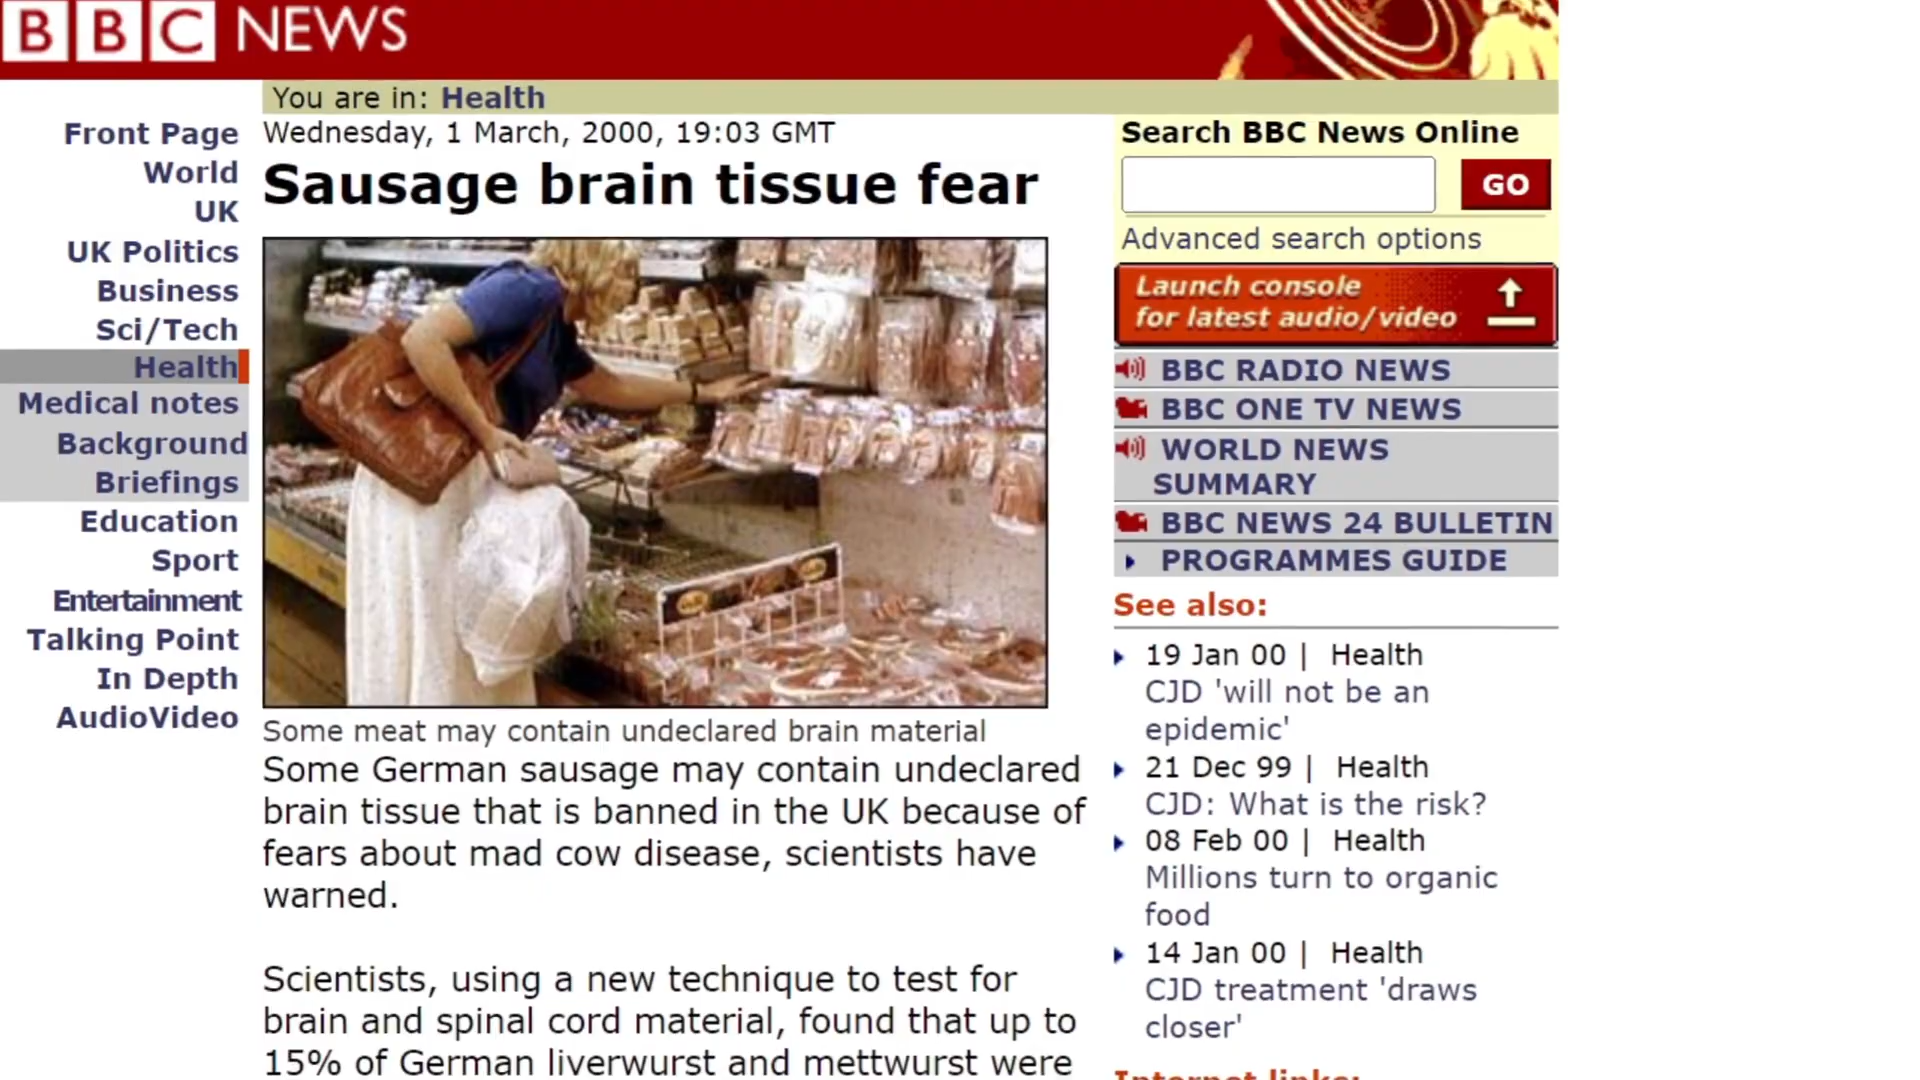 BBC NEWS
You are in: Health
Front Page
World
UK
UK Politics
Business
Sci/Tech
Health
Medical notes
Background
Briefings
Education
Sport
Entertainment
Talking Point
In Depth
AudioVideo
Wednesday, 1 March, 2000, 19:03 GMT
Sausage brain tissue fear
Some meat may contain undeclared brain material
Some German sausage may contain undeclared
brain tissue that is banned in the UK because of
fears about mad cow disease, scientists have
warned.
Scientists, using a new technique to test for
brain and spinal cord material, found that up to
15% of German liverwurst and mettwurst were
Search BBC News Online
GO
Advanced search options
Launch console
for latest audio/video
BBC RADIO NEWS
BBC ONE TV NEWS
WORLD NEWS
SUMMARY
BBC NEWS 24 BULLETIN
PROGRAMMES GUIDE
See also:
19 Jan 00 | Health
CJD 'will not be an
epidemic'
21 Dec 99 | Health
CJD: What is the risk?
08 Feb 00 | Health
Millions turn to organic
food
14 Jan 00 | Health
CJD treatment 'draws
closer'
Internet links: